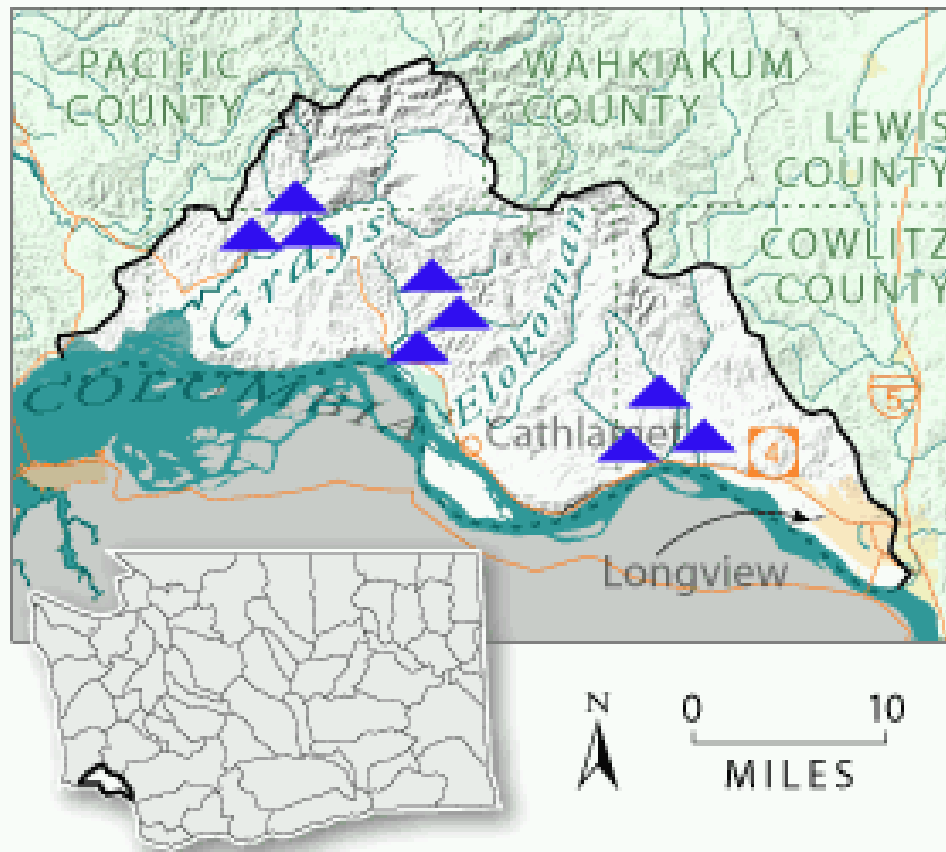 PACIFIC
COUNTY
WAHKIAKUM
COUNTY
LEWIS
COUNTY
COWLITZ
COUNTY
Grays
Elokoman
COLUMBIA
Cathlamet
4
5
Longview
N
0 10
MILES